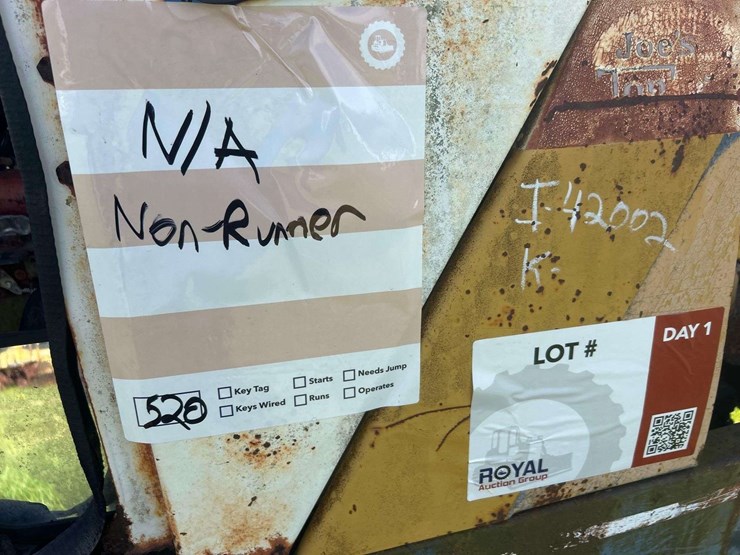 N/A
Non-Runner
520
Key Tag
Starts
Needs Jump
Keys Wired
Runs
Operates
Joe's
I-42002
K-
LOT #
DAY 1
ROYAL
Auction Group